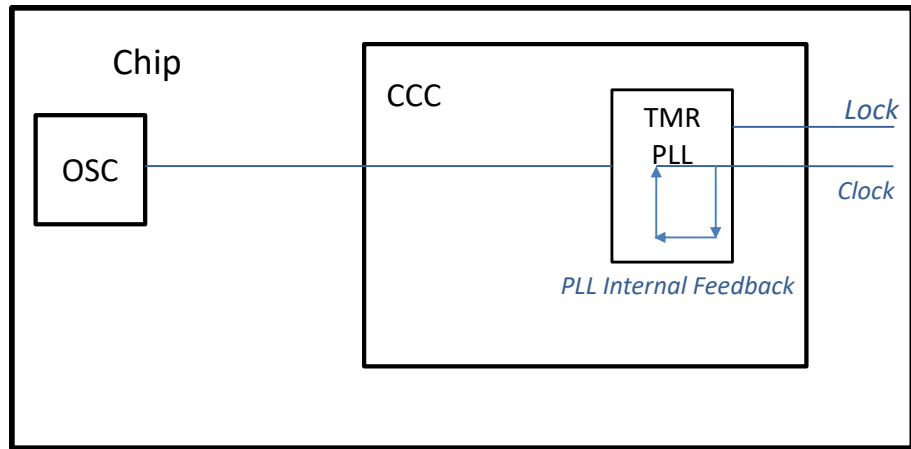 Chip
CCC
OSC
TMR
PLL
Lock
Clock
PLL Internal Feedback